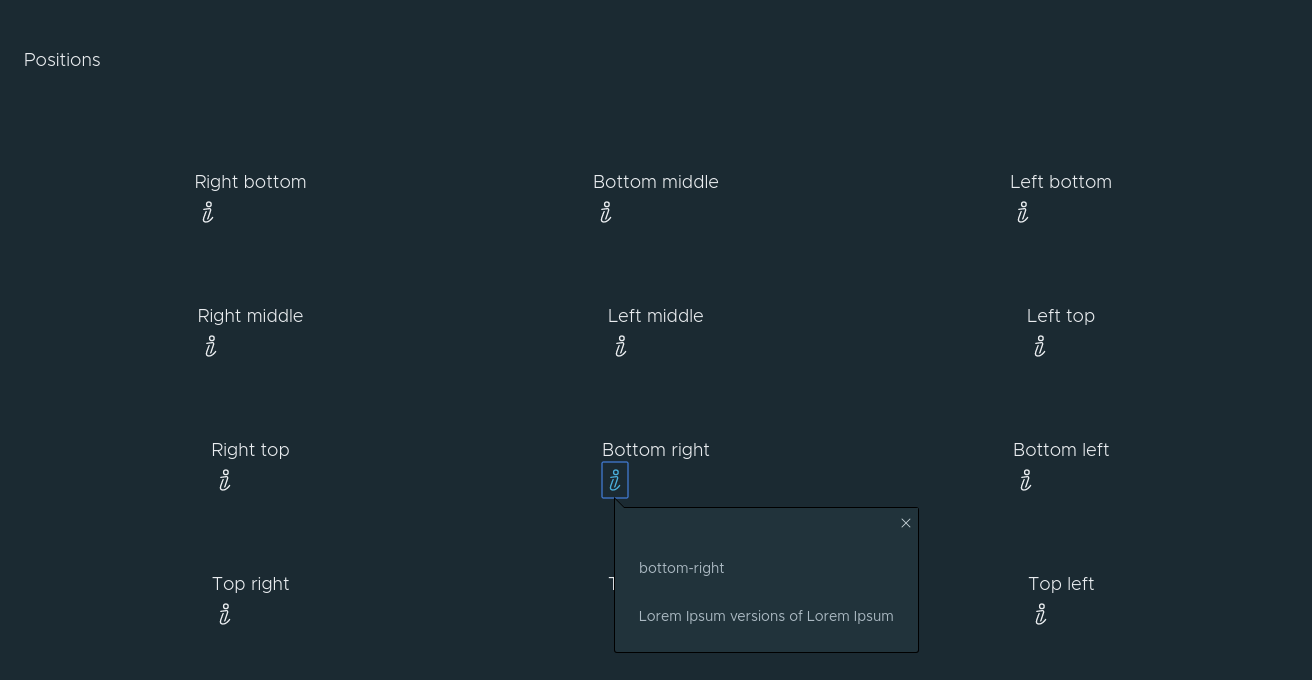 Positions
Right bottom
Bottom middle
Left bottom
Right middle
Left middle
Left top
Right top
Bottom right
Bottom left
bottom-right
Lorem Ipsum versions of Lorem Ipsum
Top right
Top left